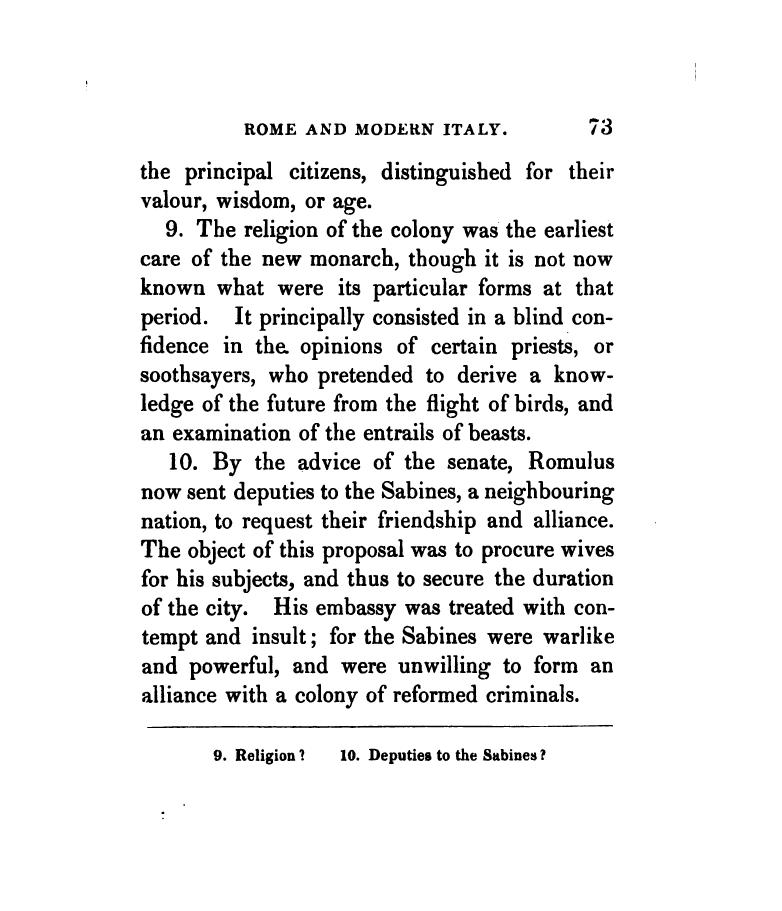 ROME AND MODERN ITALY. 73
the principal citizens, distinguished for their
valour, wisdom, or age.
9. The religion of the colony was the earliest
care of the new monarch, though it is not now
known what were its particular forms at that
period. It principally consisted in a blind con-
fidence in the opinions of certain priests, or
soothsayers, who pretended to derive a know-
ledge of the future from the flight of birds, and
an examination of the entrails of beasts.
10. By the advice of the senate, Romulus
now sent deputies to the Sabines, a neighbouring
nation, to request their friendship and alliance.
The object of this proposal was to procure wives
for his subjects, and thus to secure the duration
of the city. His embassy was treated with con-
tempt and insult; for the Sabines were warlike
and powerful, and were unwilling to form an
alliance with a colony of reformed criminals.
9. Religion? 10. Deputies to the Sabines?